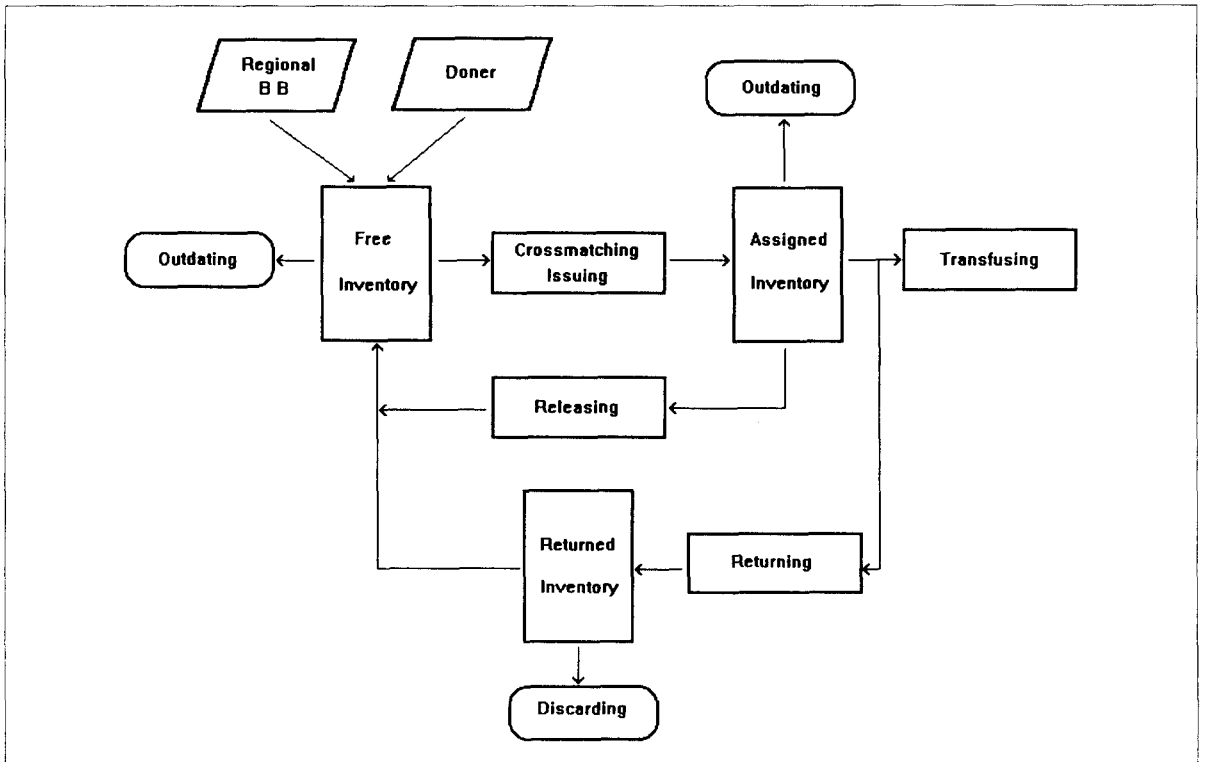 Regional
B B
Doner
Outdating
Free
Inventory
Outdating
Crossmatching
Issuing
Assigned
Inventory
Transfusing
Releasing
Returned
Inventory
Returning
Discarding